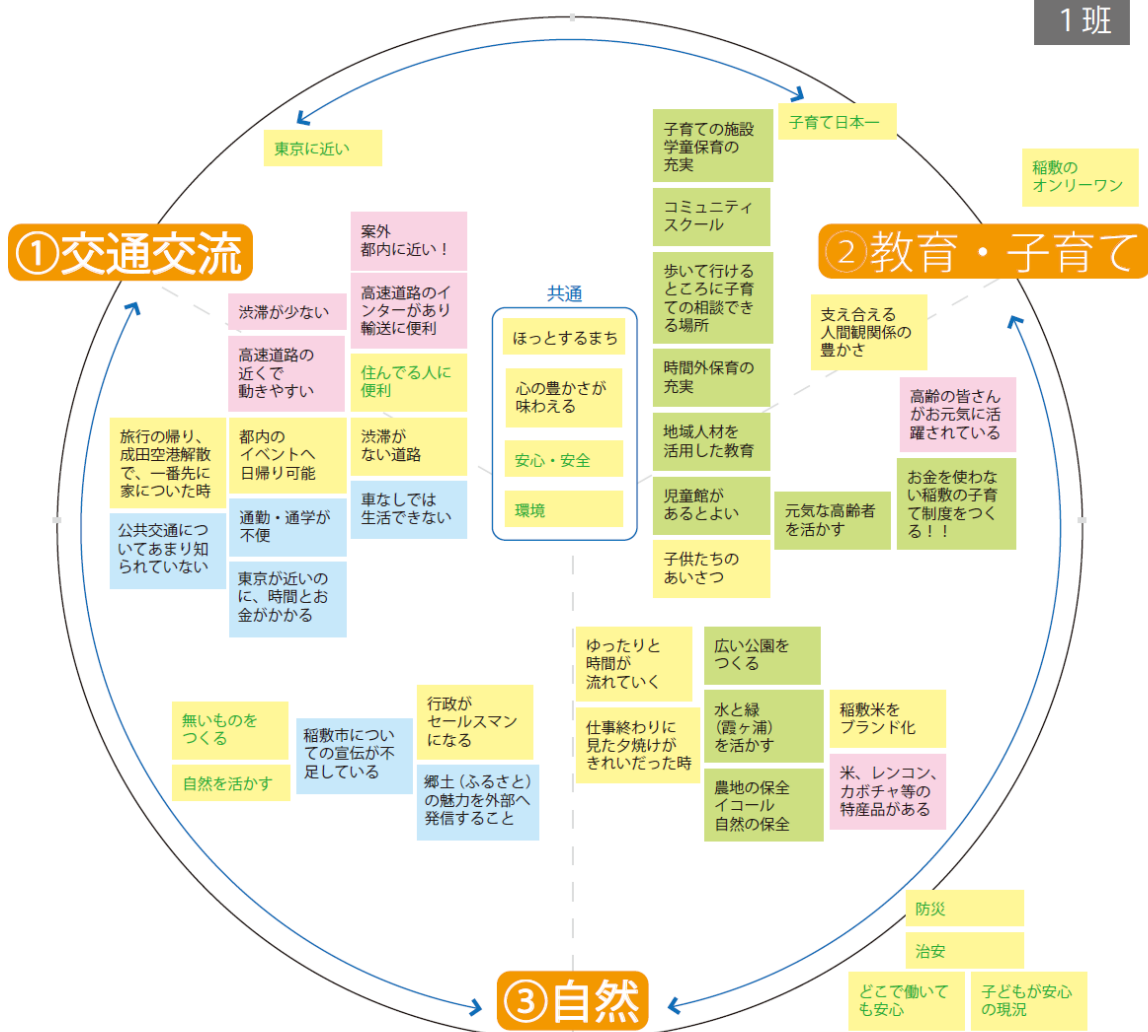 1班
東京に近い
子育て日本一
稲敷の
オンリーワン
①交通交流
②教育・子育て
案外
都内に近い！
渋滞が少ない
高速道路のイ
ンターがあり
輸送に便利
高速道路の
近くで
動きやすい
住んでる人に
便利
旅行の帰り、
成田空港解散
で、一番先に
家についた時
都内の
イベントへ
日帰り可能
渋滞が
ない道路
公共交通につ
いてあまり知
られていない
通勤・通学が
不便
車なしでは
生活できない
東京が近いの
に、時間とお
金がかかる
共通
ほっとするまち
心の豊かさが
味わえる
安心・安全
環境
子育ての施設
学童保育の
充実
コミュニティ
スクール
歩いて行ける
ところに子育
ての相談でき
る場所
時間外保育の
充実
地域人材を
活用した教育
児童館が
あるとよい
子供たちの
あいさつ
支え合える
人間観関係の
豊かさ
高齢の皆さん
がお元気に活
躍されている
元気な高齢者
を活かす
お金を使わな
い稲敷の子育
て制度をつく
る！！
無いものを
つくる
自然を活かす
稲敷市につい
ての宣伝が不
足している
行政が
セールスマン
になる
郷土（ふるさと）
の魅力を外部へ
発信すること
ゆったりと
時間が
流れていく
仕事終わりに
見た夕焼けが
きれいだった時
広い公園を
つくる
水と緑
（霞ヶ浦）
を活かす
農地の保全
イコール
自然の保全
稲敷米を
ブランド化
米、レンコン、
カボチャ等の
特産品がある
③自然
防災
治安
どこで働いて
も安心
子どもが安心
の現況